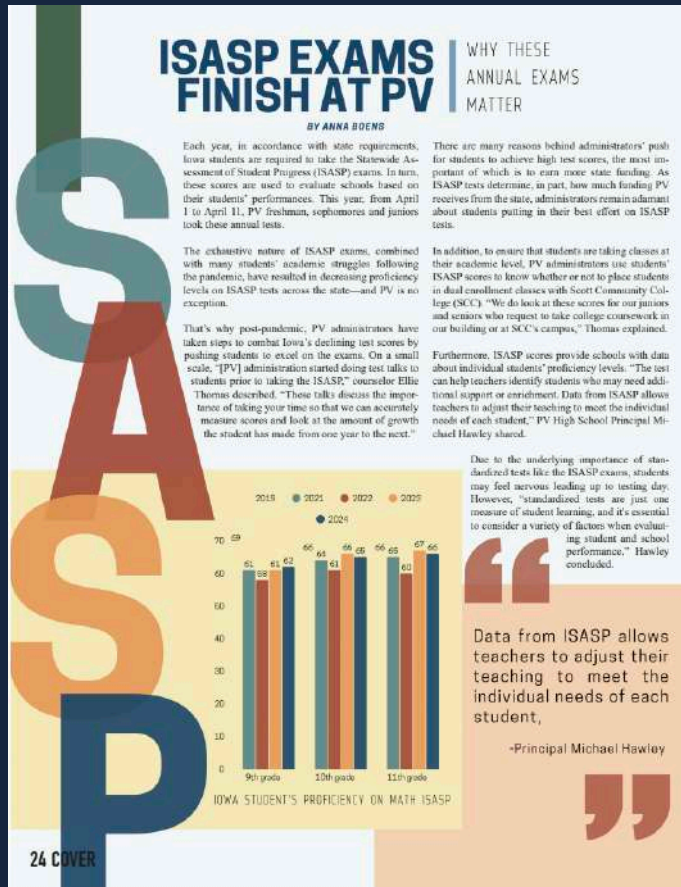 ISASP
ISASP EXAMS
FINISH AT PV
WHY THESE
ANNUAL EXAMS
MATTER
BY ANNA BOENS
Each year, in accordance with state requirements,
Iowa students are required to take the Statewide As-
sessment of Student Progress (ISASP) exams. In turn,
these scores are used to evaluate schools based on
their students' performances. This year, from April
1 to April 11, PV freshman, sophomores and juniors
took these annual tests.
The exhaustive nature of ISASP exams, combined
with many students' academic struggles following
the pandemic, have resulted in decreasing proficiency
levels on ISASP tests across the state—and PV is no
exception.
That's why post-pandemic, PV administrators have
taken steps to combat Iowa's declining test scores by
pushing students to excel on the exams. On a small
scale, "[PV] administration started doing test talks to
students prior to taking the ISASP," counselor Ellie
Thomas described. "These talks discuss the impor-
tance of taking your time so that we can accurately
measure scores and look at the amount of growth
the student has made from one year to the next."
There are many reasons behind administrators' push
for students to achieve high test scores, the most im-
portant of which is to earn more state funding. As
ISASP tests determine, in part, how much funding PV
receives from the state, administrators remain adamant
about students putting in their best effort on ISASP
tests.
In addition, to ensure that students are taking classes at
their academic level, PV administrators use students'
ISASP scores to know whether or not to place students
in dual enrollment classes with Scott Community Col-
lege (SCC). "We do look at these scores for our juniors
and seniors who request to take college coursework in
our building or at SCC's campus," Thomas explained.
Furthermore, ISASP scores provide schools with data
about individual students' proficiency levels. "The test
can help teachers identify students who may need addi-
tional support or enrichment. Data from ISASP allows
teachers to adjust their teaching to meet the individual
needs of each student," PV High School Principal Mi-
chael Hawley shared.
Due to the underlying importance of stan-
dardized tests like the ISASP exams, students
may feel nervous leading up to testing day.
However, "standardized tests are just one
measure of student learning, and it's essential
to consider a variety of factors when evaluat-
ing student and school
performance," Hawley
concluded.
2019 2021 2022 2023
2024
70
60
50
40
30
20
10
0
69 61 58 61 62
66 64 61 66 65
66 65 60 67 66
9th grade 10th grade 11th grade
IOWA STUDENT'S PROFICIENCY ON MATH ISASP
“
Data from ISASP allows
teachers to adjust their
teaching to meet the
individual needs of each
student,
-Principal Michael Hawley
”
24 COVER